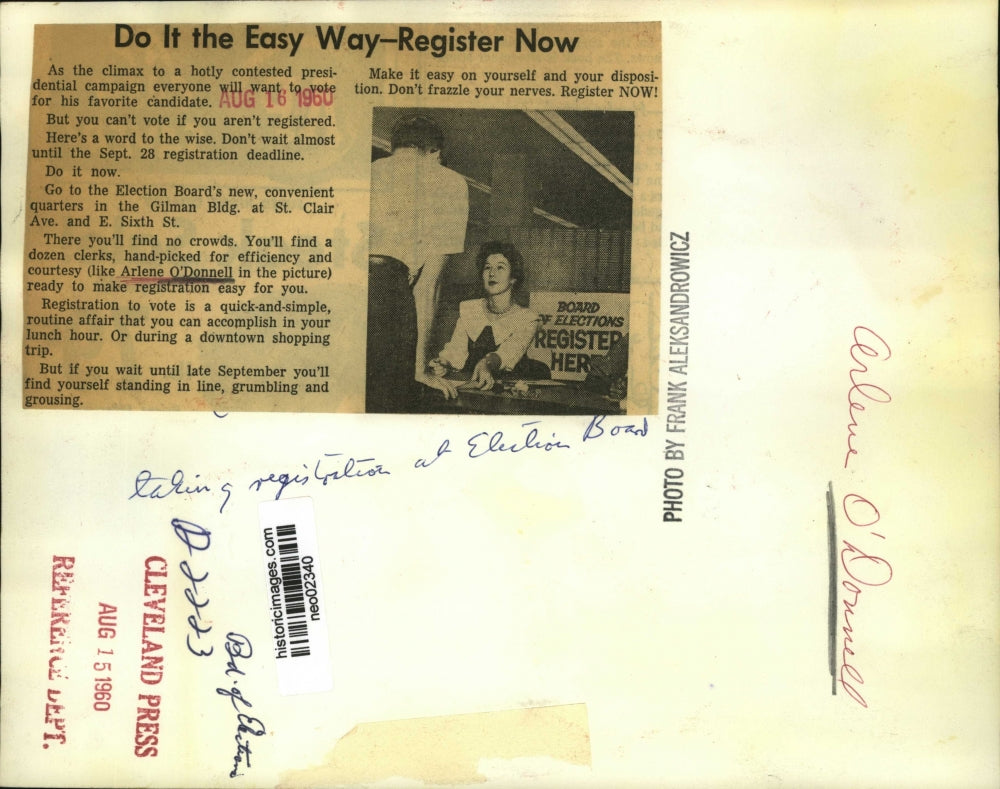 Do It the Easy Way—Register Now
As the climax to a hotly contested presi-
dential campaign everyone will want to vote
for his favorite candidate.
AUG 16 1960
But you can't vote if you aren't registered.
Here's a word to the wise. Don't wait almost
until the Sept. 28 registration deadline.
Do it now.
Go to the Election Board's new, convenient
quarters in the Gilman Bldg. at St. Clair
Ave. and E. Sixth St.
There you'll find no crowds. You'll find a
dozen clerks, hand-picked for efficiency and
courtesy (like Arlene O'Donnell in the picture)
ready to make registration easy for you.
Registration to vote is a quick-and-simple,
routine affair that you can accomplish in your
lunch hour. Or during a downtown shopping
trip.
But if you wait until late September you'll
find yourself standing in line, grumbling and
grousing.
Make it easy on yourself and your disposi-
tion. Don't frazzle your nerves. Register NOW!
BOARD
OF ELECTIONS
REGISTER
HERE
PHOTO BY FRANK ALEKSANDROWICZ
Arlene O'Donnell
taking registration at Election Board
D 2223
Bd. of Elections
historicimages.com
neo02340
CLEVELAND PRESS
AUG 15 1960
REFERENCE DEPT.